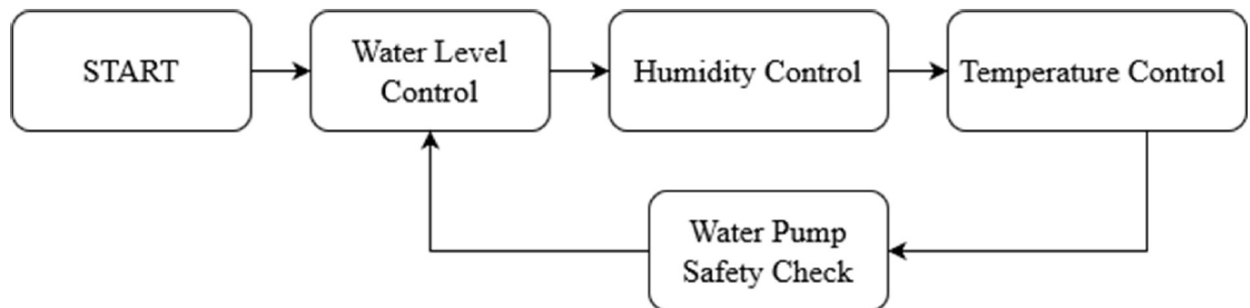 START
Water Level
Control
Humidity Control
Temperature Control
Water Pump
Safety Check